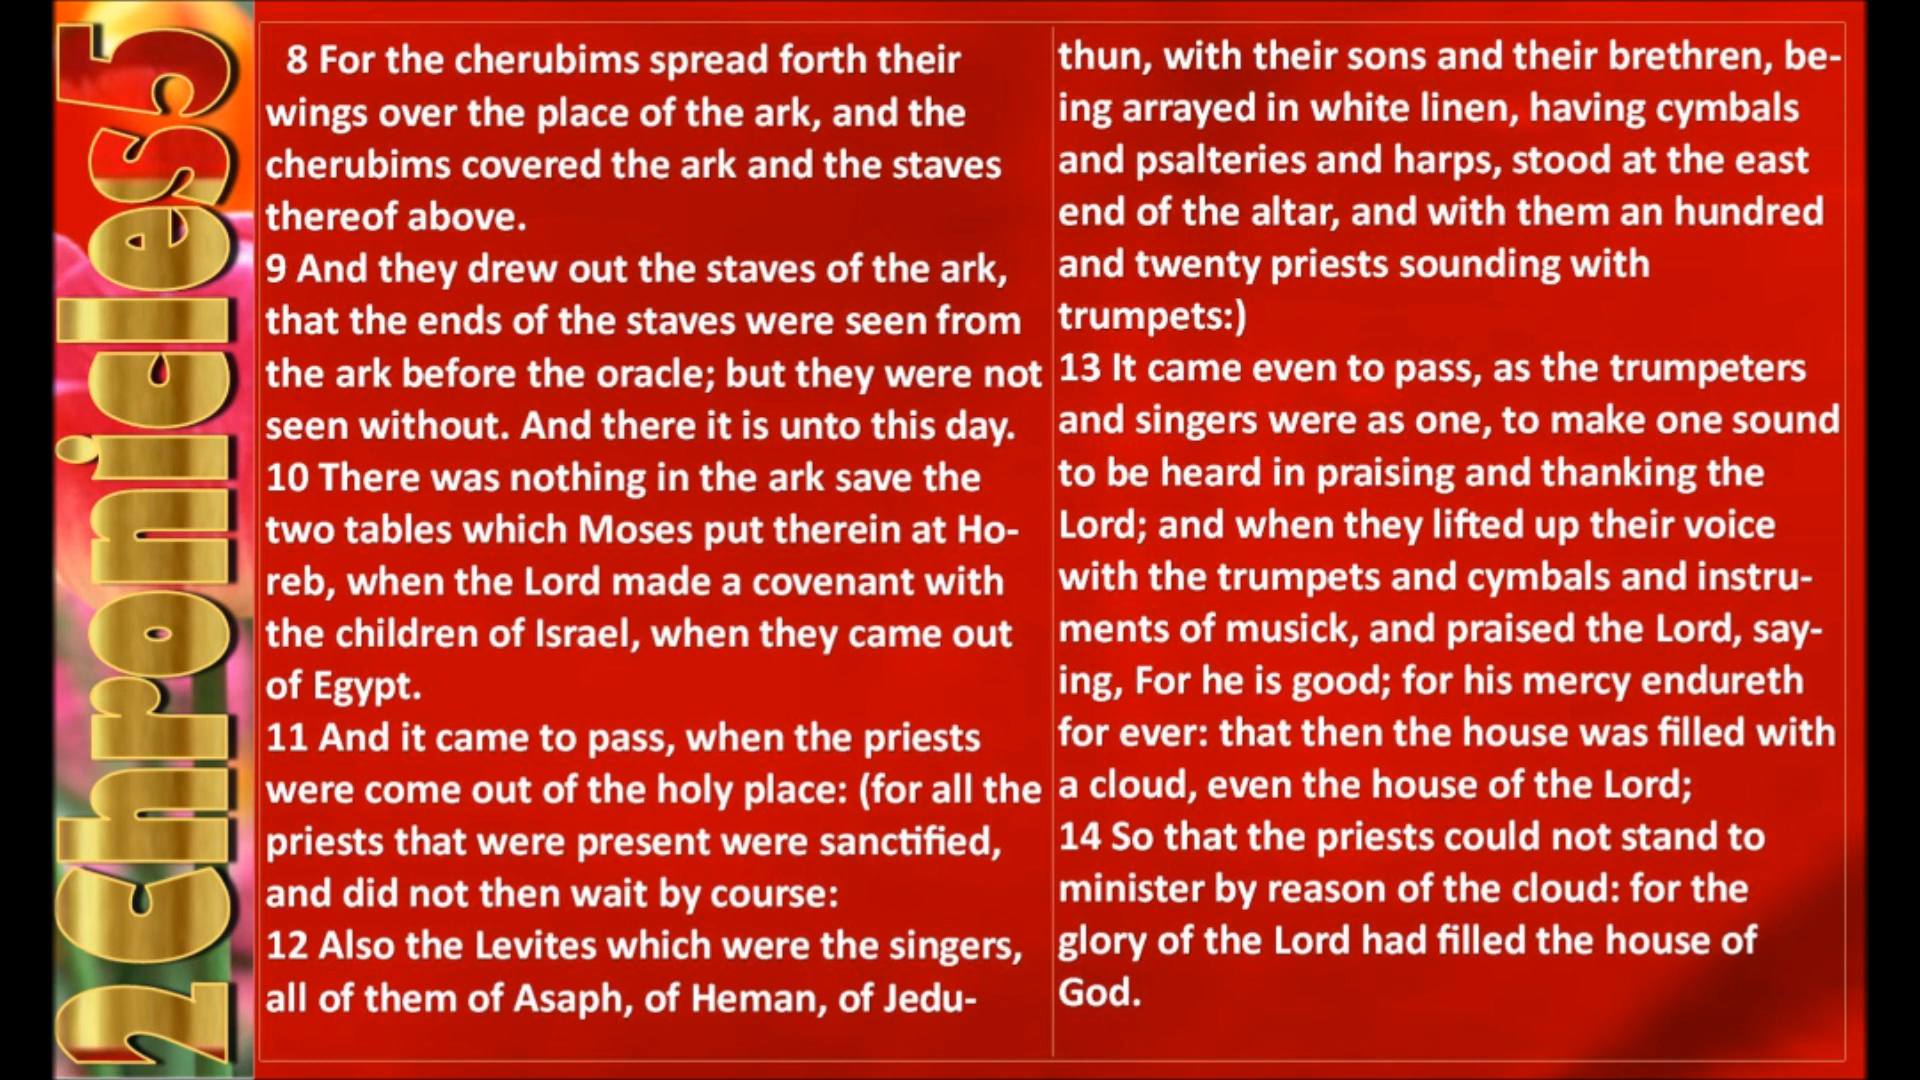 2 chronicles5
8 For the cherubims spread forth their
wings over the place of the ark, and the
cherubims covered the ark and the staves
thereof above.
9 And they drew out the staves of the ark,
that the ends of the staves were seen from
the ark before the oracle; but they were not
seen without. And there it is unto this day.
10 There was nothing in the ark save the
two tables which Moses put therein at Ho-
reb, when the Lord made a covenant with
the children of Israel, when they came out
of Egypt.
11 And it came to pass, when the priests
were come out of the holy place: (for all the
priests that were present were sanctified,
and did not then wait by course:
12 Also the Levites which were the singers,
all of them of Asaph, of Heman, of Jedu-
thun, with their sons and their brethren, be-
ing arrayed in white linen, having cymbals
and psalteries and harps, stood at the east
end of the altar, and with them an hundred
and twenty priests sounding with
trumpets:)
13 It came even to pass, as the trumpeters
and singers were as one, to make one sound
to be heard in praising and thanking the
Lord; and when they lifted up their voice
with the trumpets and cymbals and instru-
ments of musick, and praised the Lord, say-
ing, For he is good; for his mercy endureth
for ever: that then the house was filled with
a cloud, even the house of the Lord;
14 So that the priests could not stand to
minister by reason of the cloud: for the
glory of the Lord had filled the house of
God.